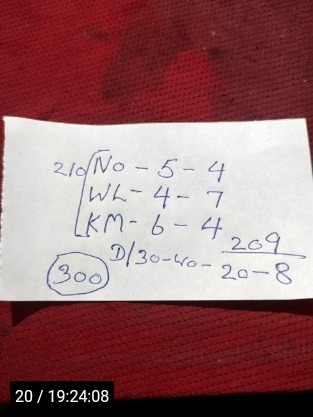 210 No - 5 - 4
WL - 4 - 7
KM - 6 - 4
209
300 D/30-40- 20-8
20 / 19:24:08